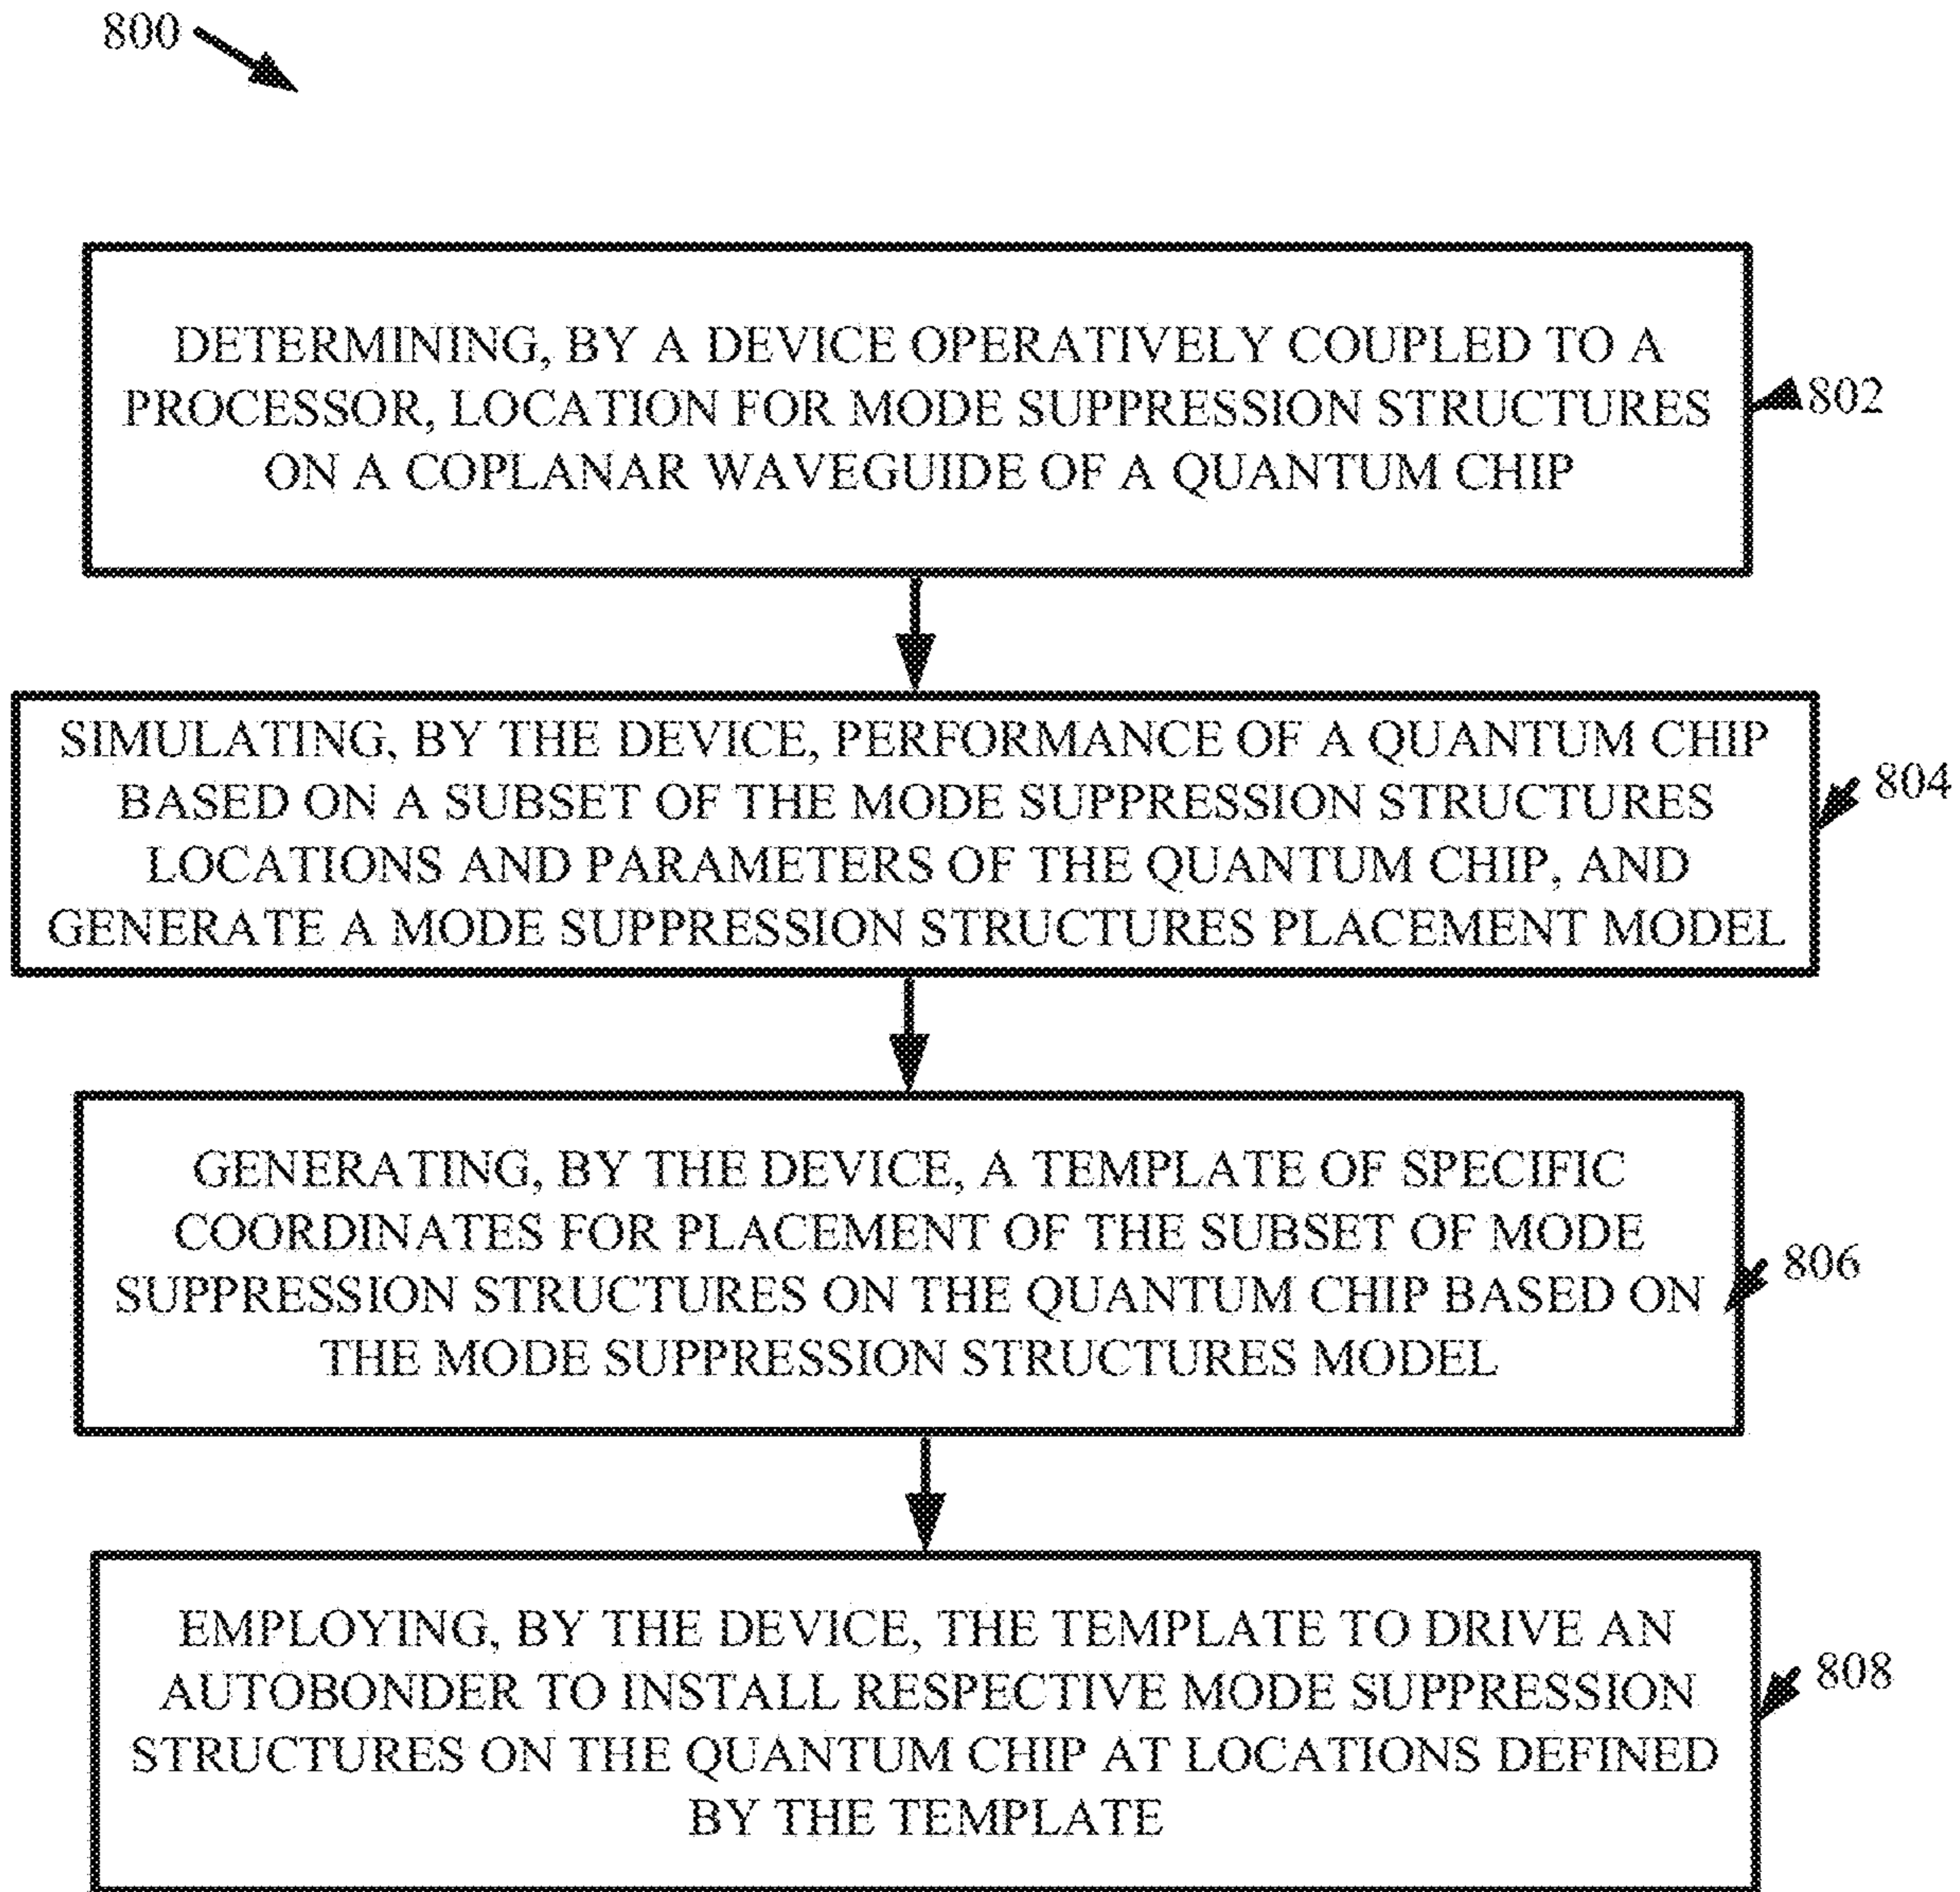 800
DETERMINING, BY A DEVICE OPERATIVELY COUPLED TO A
PROCESSOR, LOCATION FOR MODE SUPPRESSION STRUCTURES
ON A COPLANAR WAVEGUIDE OF A QUANTUM CHIP
802
SIMULATING, BY THE DEVICE, PERFORMANCE OF A QUANTUM CHIP
BASED ON A SUBSET OF THE MODE SUPPRESSION STRUCTURES
LOCATIONS AND PARAMETERS OF THE QUANTUM CHIP, AND
GENERATE A MODE SUPPRESSION STRUCTURES PLACEMENT MODEL
804
GENERATING, BY THE DEVICE, A TEMPLATE OF SPECIFIC
COORDINATES FOR PLACEMENT OF THE SUBSET OF MODE
SUPPRESSION STRUCTURES ON THE QUANTUM CHIP BASED ON
THE MODE SUPPRESSION STRUCTURES MODEL
806
EMPLOYING, BY THE DEVICE, THE TEMPLATE TO DRIVE AN
AUTOBONDER TO INSTALL RESPECTIVE MODE SUPPRESSION
STRUCTURES ON THE QUANTUM CHIP AT LOCATIONS DEFINED
BY THE TEMPLATE
808